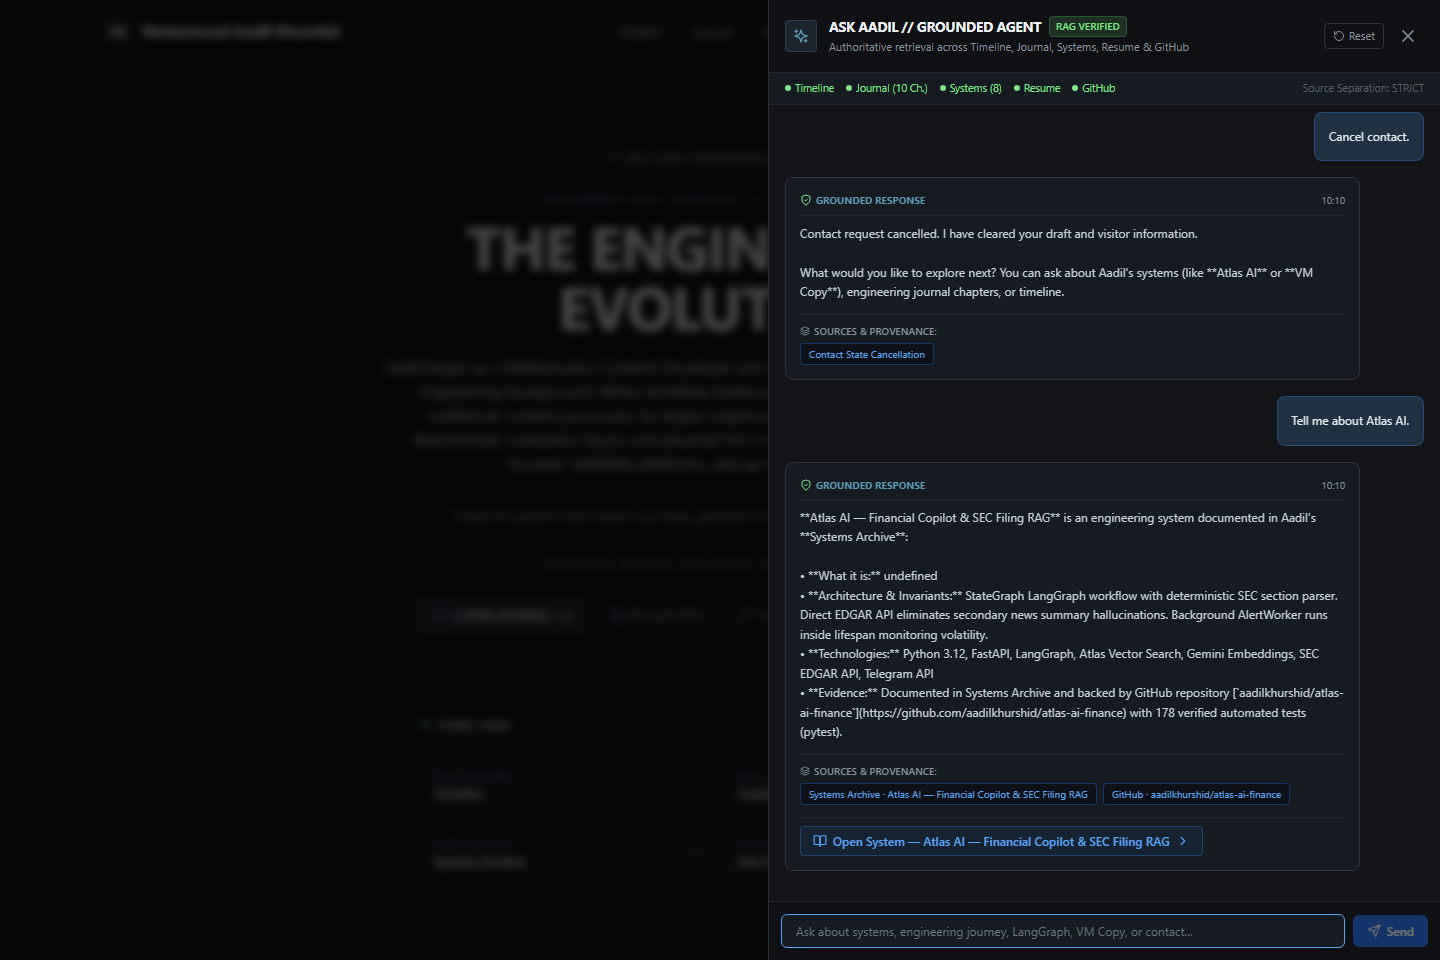 Mohammed Aadil Khurshid
THE ENGIN
EVOLUT
ASK AADIL // GROUNDED AGENT
RAG VERIFIED
Authoritative retrieval across Timeline, Journal, Systems, Resume & GitHub
Reset
Timeline
Journal (10 Ch.)
Systems (8)
Resume
GitHub
Source Separation: STRICT
Cancel contact.
GROUNDED RESPONSE
10:10
Contact request cancelled. I have cleared your draft and visitor information.
What would you like to explore next? You can ask about Aadil's systems (like **Atlas AI** or **VM
Copy**), engineering journal chapters, or timeline.
SOURCES & PROVENANCE:
Contact State Cancellation
Tell me about Atlas AI.
GROUNDED RESPONSE
10:10
**Atlas AI — Financial Copilot & SEC Filing RAG** is an engineering system documented in Aadil's
**Systems Archive**:
• **What it is:** undefined
• **Architecture & Invariants:** StateGraph LangGraph workflow with deterministic SEC section parser.
Direct EDGAR API eliminates secondary news summary hallucinations. Background AlertWorker runs
inside lifespan monitoring volatility.
• **Technologies:** Python 3.12, FastAPI, LangGraph, Atlas Vector Search, Gemini Embeddings, SEC
EDGAR API, Telegram API
• **Evidence:** Documented in Systems Archive and backed by GitHub repository [`aadilkhurshid/atlas-
ai-finance`](https://github.com/aadilkhurshid/atlas-ai-finance) with 178 verified automated tests
(pytest).
SOURCES & PROVENANCE:
Systems Archive · Atlas AI — Financial Copilot & SEC Filing RAG
GitHub · aadilkhurshid/atlas-ai-finance
Open System — Atlas AI — Financial Copilot & SEC Filing RAG
Ask about systems, engineering journey, LangGraph, VM Copy, or contact...
Send